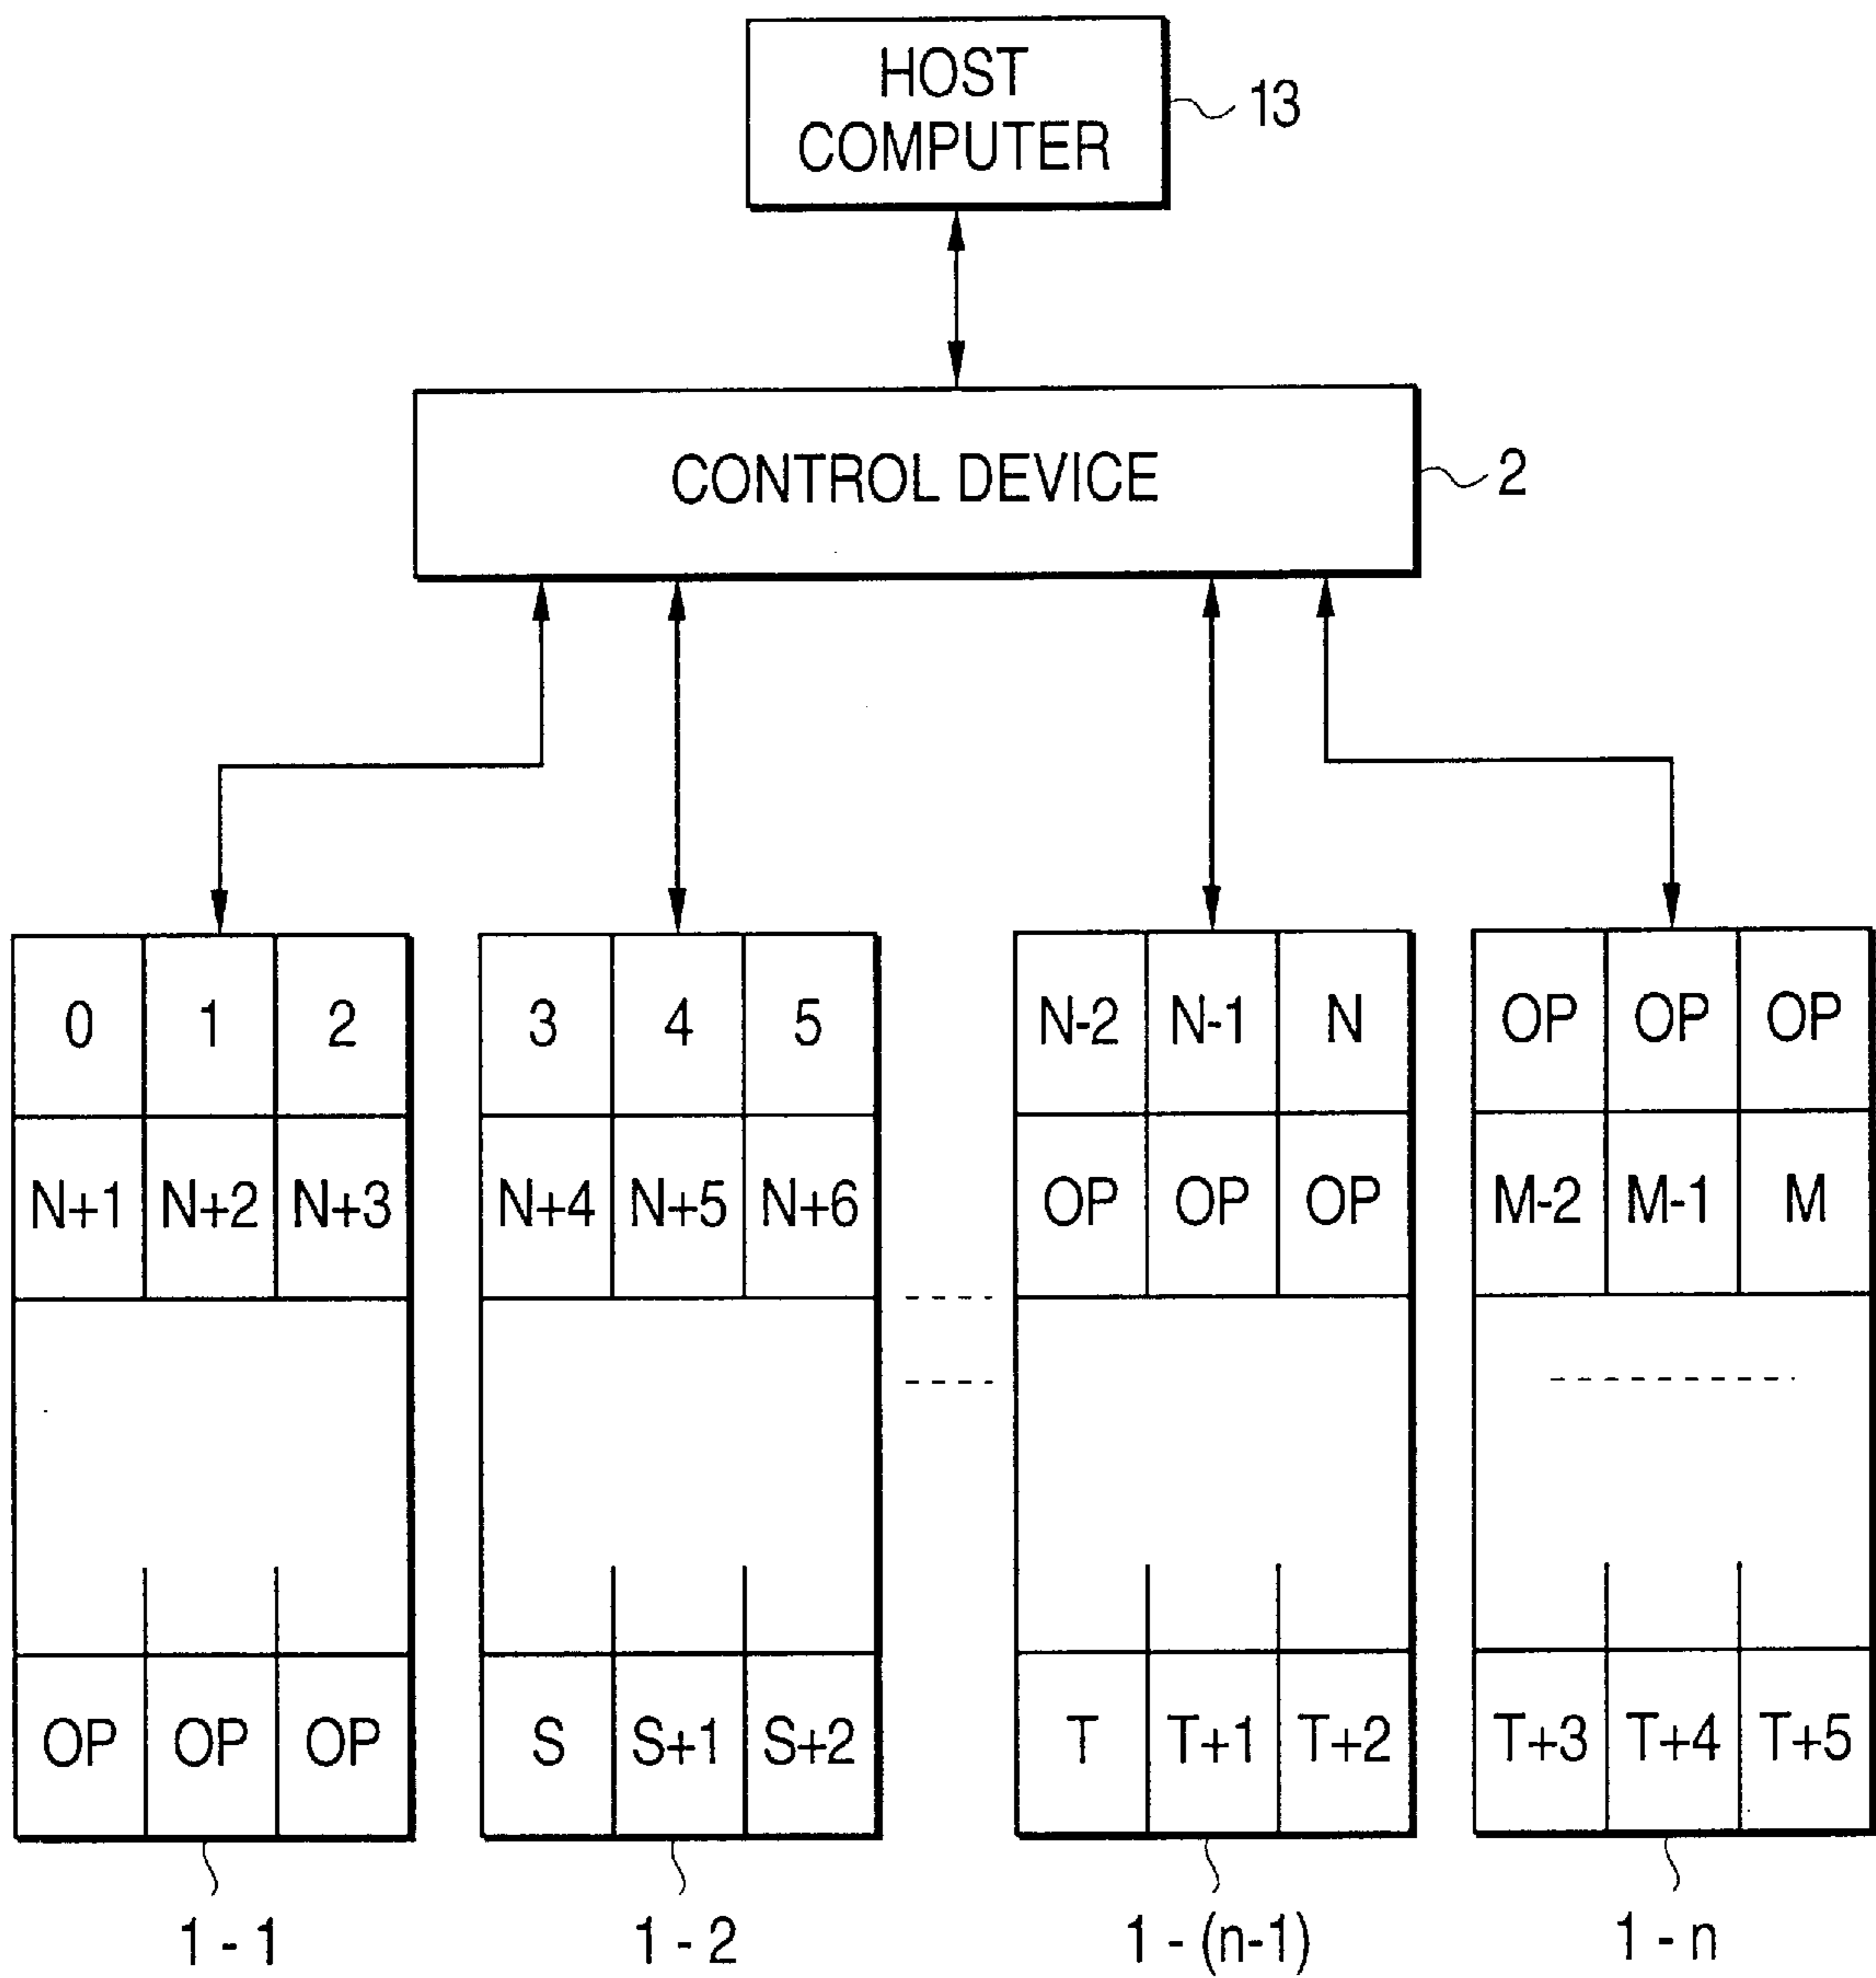 HOST
COMPUTER
13
CONTROL DEVICE
2
0 1 2 3 4 5 N-2 N-1 N OP OP OP
N+1 N+2 N+3 N+4 N+5 N+6 OP OP OP M-2 M-1 M
OP OP OP S S+1 S+2 T T+1 T+2 T+3 T+4 T+5
1 - 1 1 - 2 1 - (n-1) 1 - n